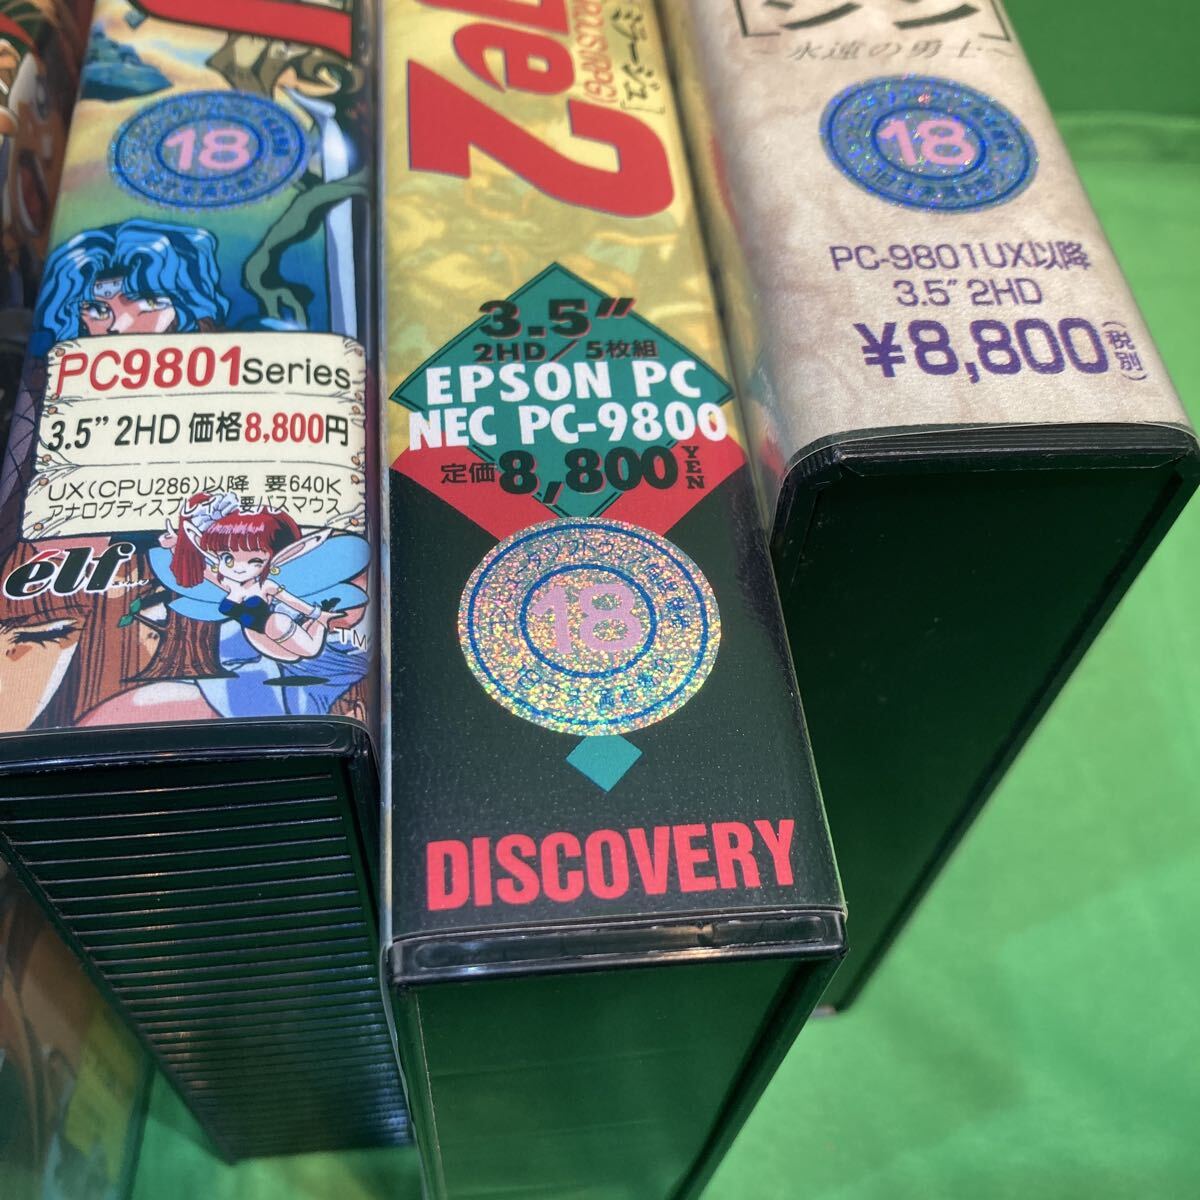 18
PC9801series
3.5" 2HD 価格8,800円
UX(CPU286)以降 要640K
アナログディスプレイ 要バスマウス
élf
TM
e2
ミラージュ]
RPG)
3.5"
2HD/5枚組
EPSON PC
NEC PC-9800
定価8,800YEN
18
DISCOVERY
～永遠の勇士～
18
PC-9801UX以降
3.5"2HD
¥8,800(税別)